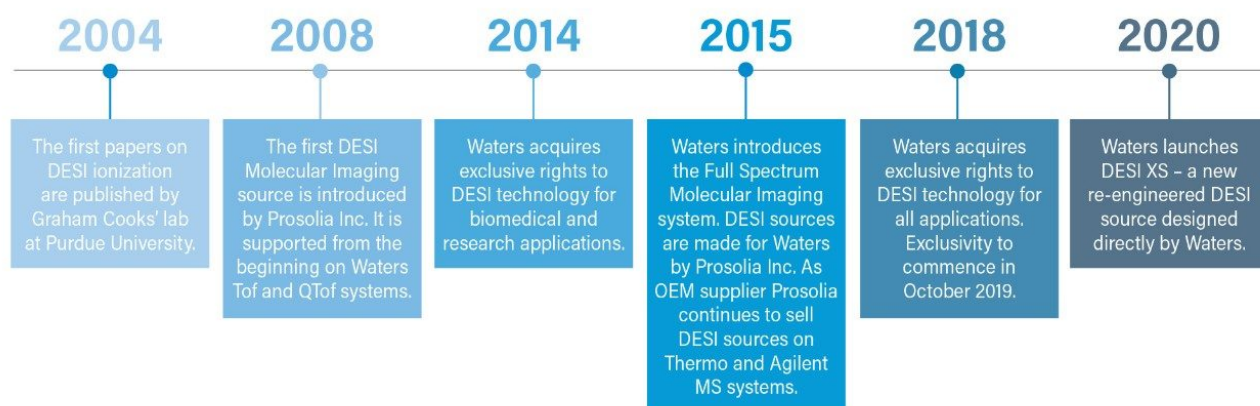 2004
The first papers on
DESI ionization
are published by
Graham Cooks' lab
at Purdue University.
2008
The first DESI
Molecular Imaging
source is introduced
by Prosolia Inc. It is
supported from the
beginning on Waters
Tof and QTof systems.
2014
Waters acquires
exclusive rights to
DESI technology for
biomedical and
research applications.
2015
Waters introduces
the Full Spectrum
Molecular Imaging
system. DESI sources
are made for Waters
by Prosolia Inc. As
OEM supplier Prosolia
continues to sell
DESI sources on
Thermo and Agilent
MS systems.
2018
Waters acquires
exclusive rights to
DESI technology for
all applications.
Exclusivity to
commence in
October 2019.
2020
Waters launches
DESI XS – a new
re-engineered DESI
source designed
directly by Waters.